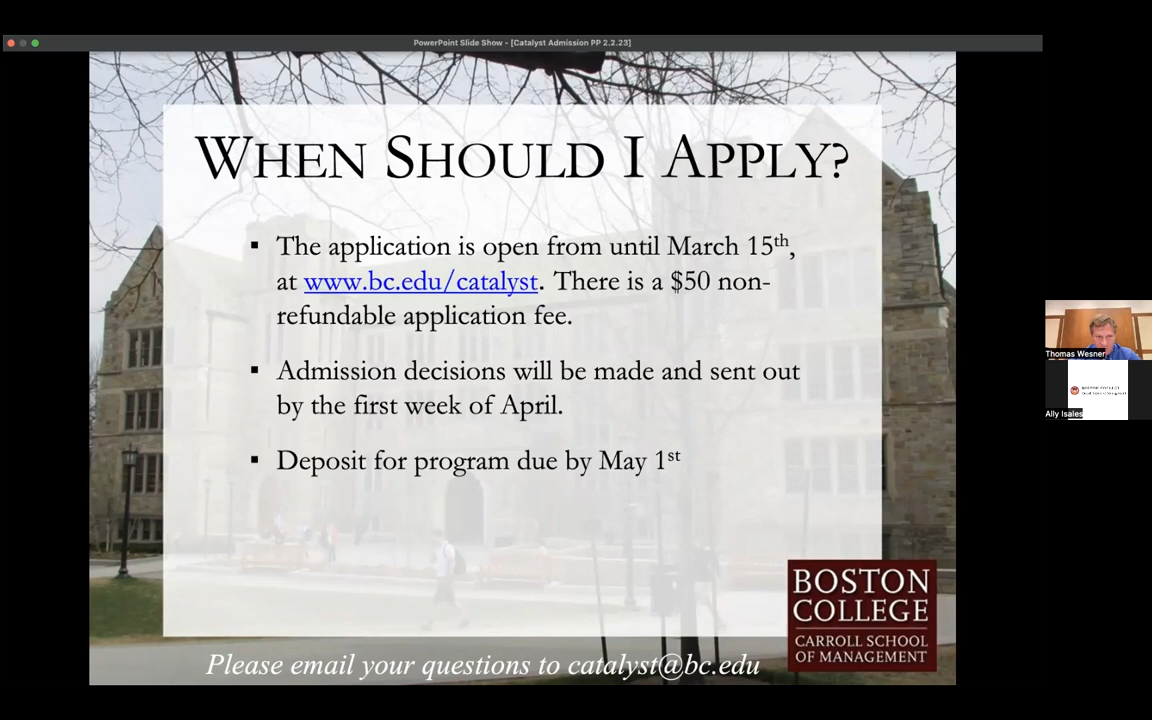 PowerPoint Slide Show - [Catalyst Admission PP 2.2.23]
WHEN SHOULD I APPLY?
▪ The application is open from until March 15th,
at www.bc.edu/catalyst. There is a $50 non-
refundable application fee.
▪ Admission decisions will be made and sent out
by the first week of April.
▪ Deposit for program due by May 1st
BOSTON
COLLEGE
CARROLL SCHOOL
OF MANAGEMENT
Please email your questions to catalyst@bc.edu
Thomas Wesner
BOSTON COLLEGE
Ally Isales